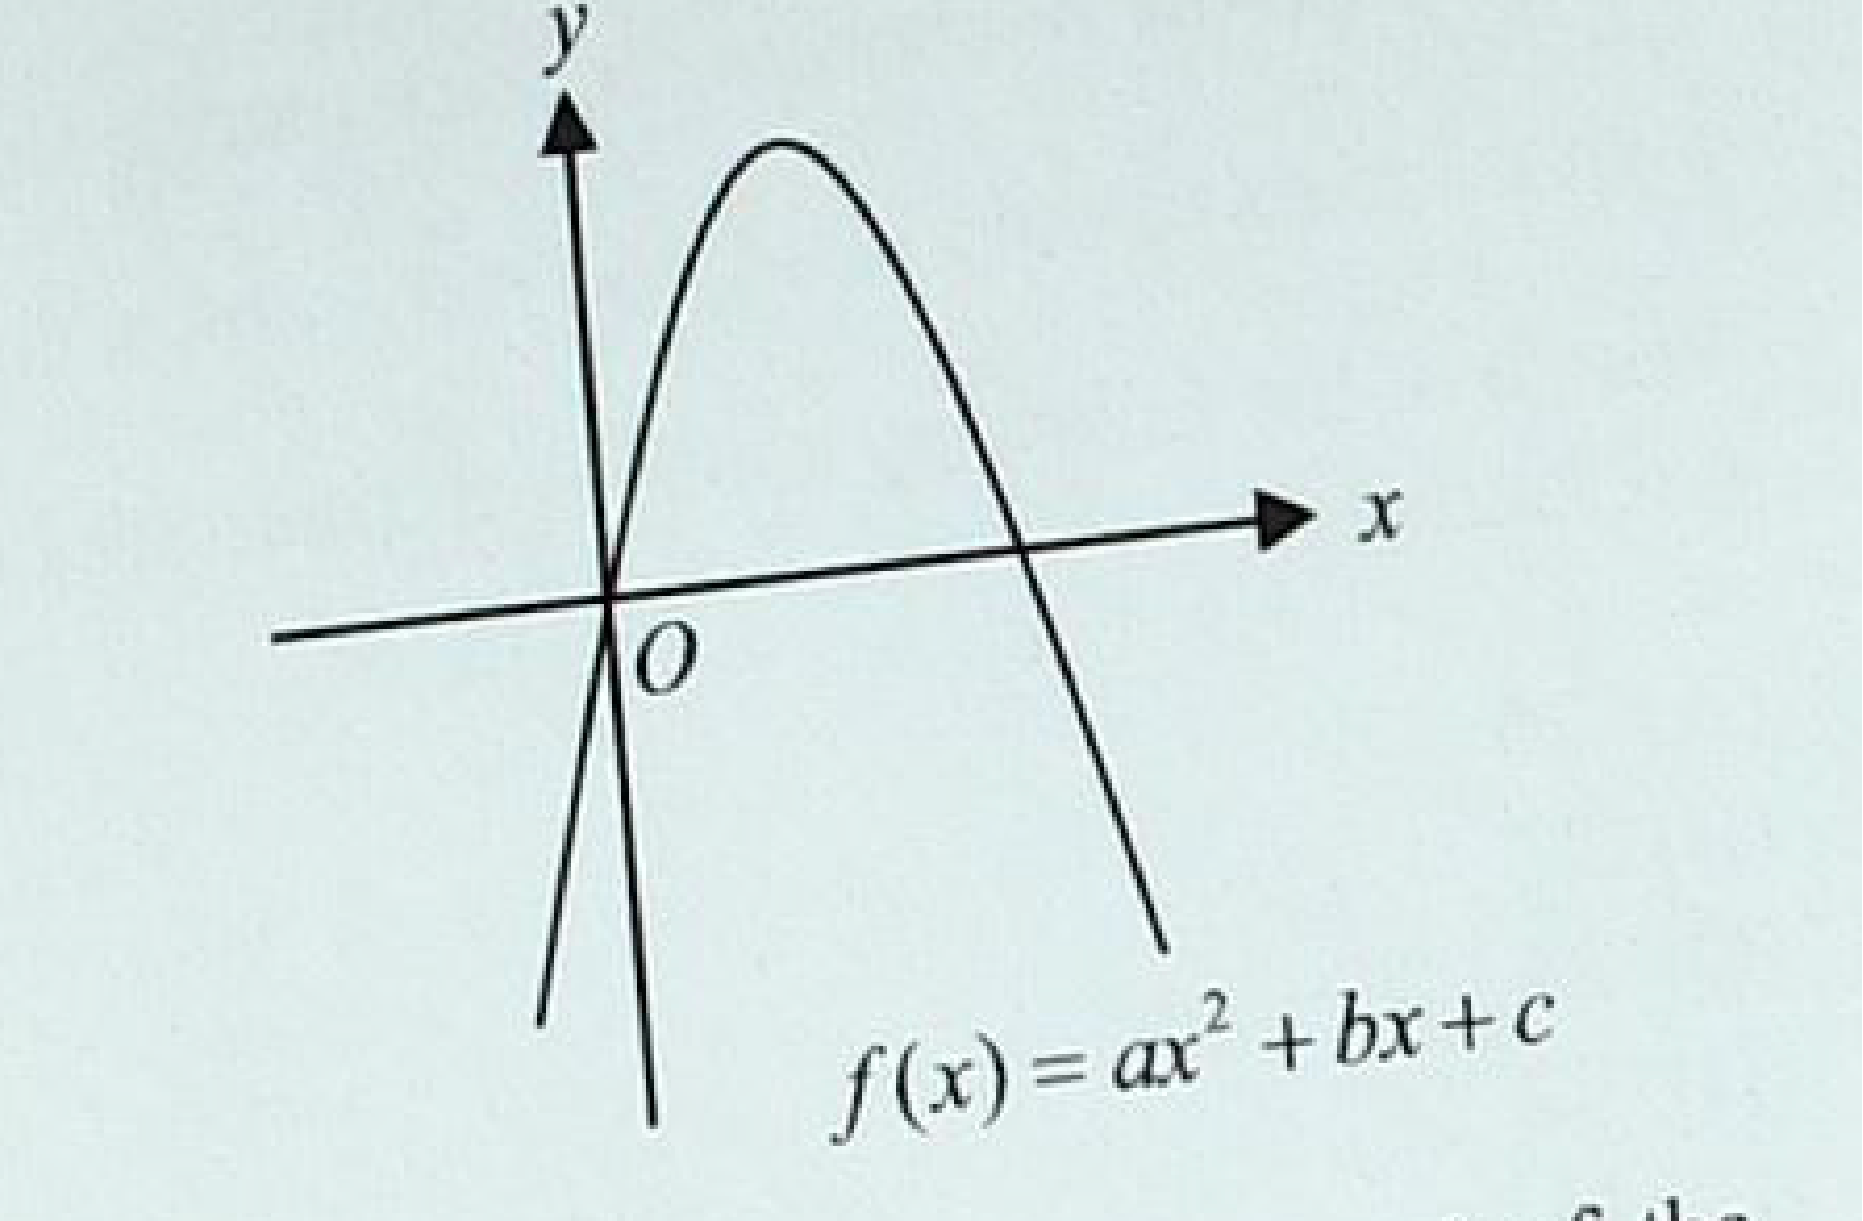 y
x
O
f(x) = ax² + bx + c